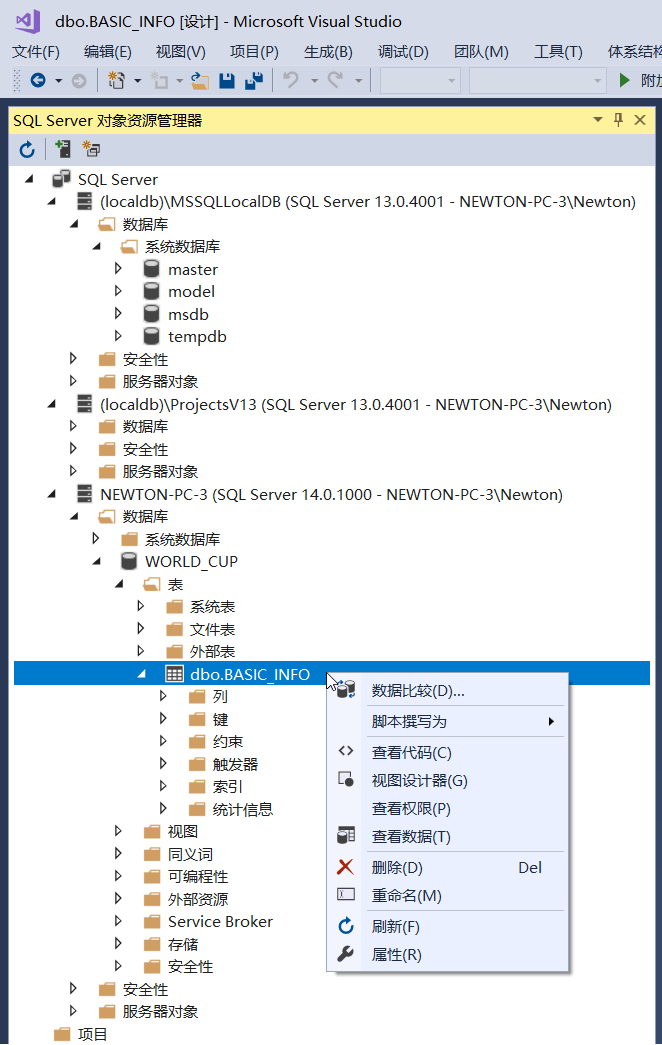 dbo.BASIC_INFO [设计] - Microsoft Visual Studio
文件(F) 编辑(E) 视图(V) 项目(P) 生成(B) 调试(D) 团队(M) 工具(T) 体系结构
附加
SQL Server 对象资源管理器
SQL Server
(localdb)\MSSQLLocalDB (SQL Server 13.0.4001 - NEWTON-PC-3\Newton)
数据库
系统数据库
master
model
msdb
tempdb
安全性
服务器对象
(localdb)\ProjectsV13 (SQL Server 13.0.4001 - NEWTON-PC-3\Newton)
数据库
安全性
服务器对象
NEWTON-PC-3 (SQL Server 14.0.1000 - NEWTON-PC-3\Newton)
数据库
系统数据库
WORLD_CUP
表
系统表
文件表
外部表
dbo.BASIC_INFO
列
键
约束
触发器
索引
统计信息
视图
同义词
可编程性
外部资源
Service Broker
存储
安全性
安全性
服务器对象
项目
数据比较(D)...
脚本撰写为
查看代码(C)
视图设计器(G)
查看权限(P)
查看数据(T)
删除(D) Del
重命名(M)
刷新(F)
属性(R)